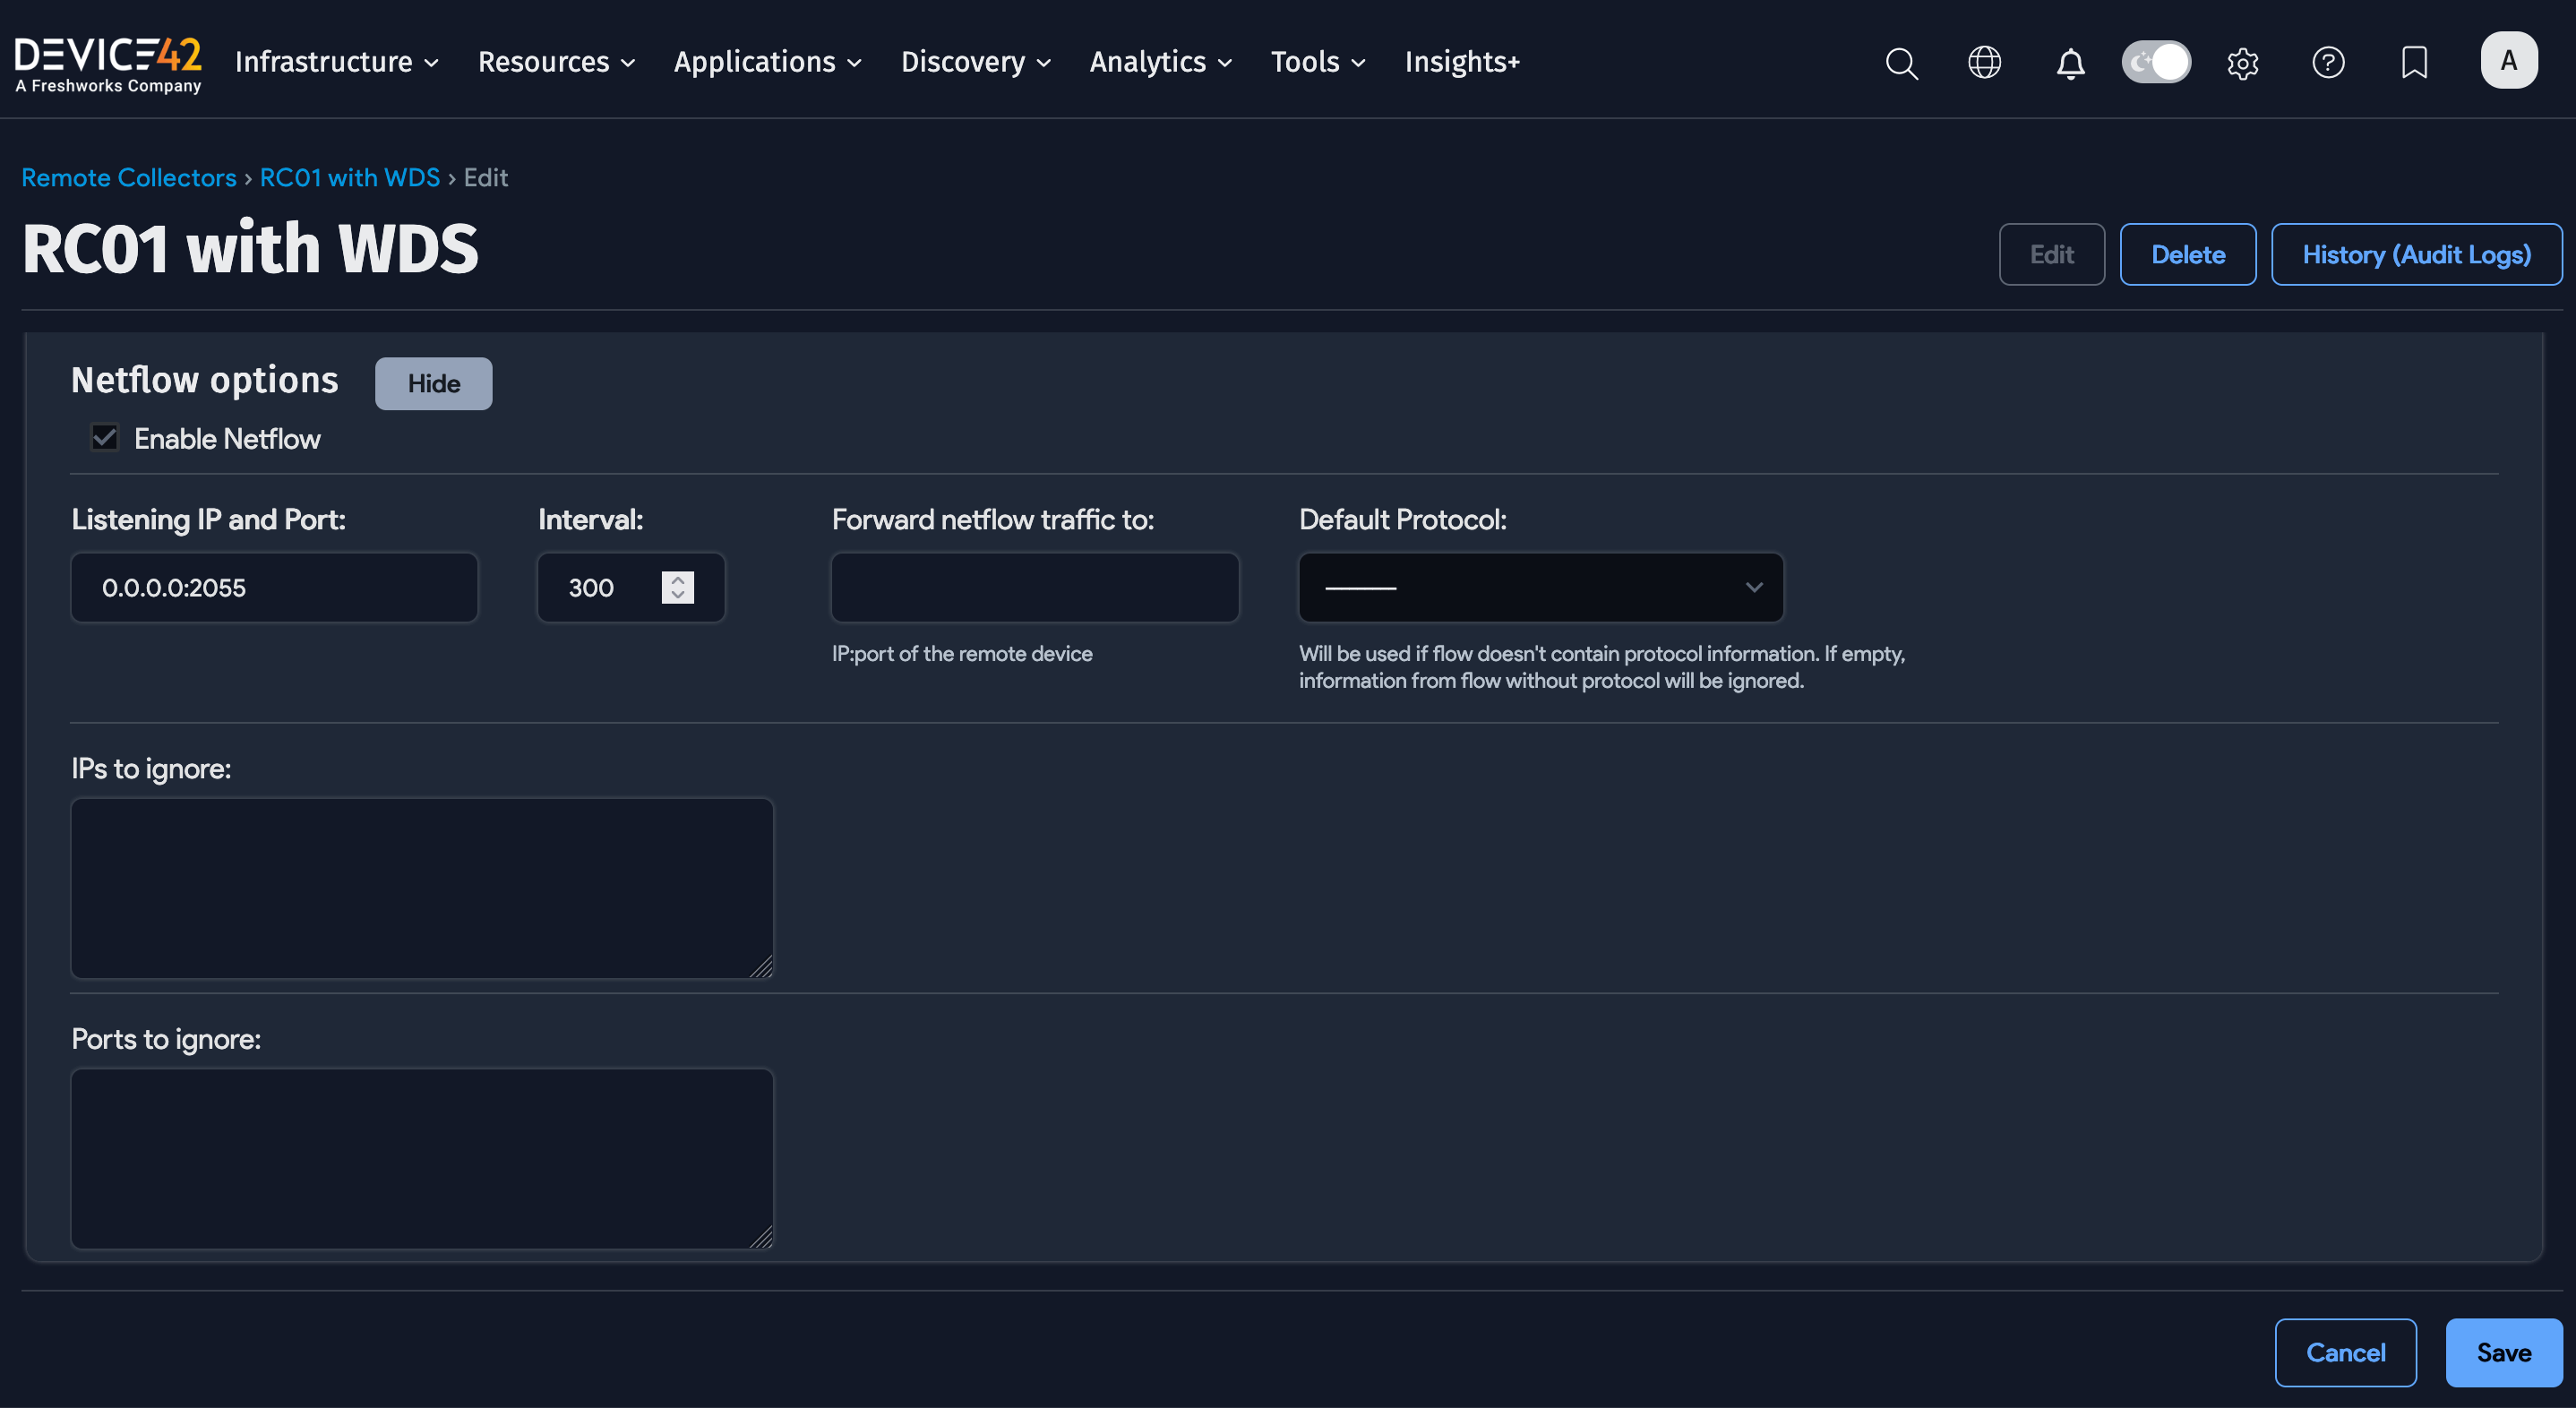 DEVICE42
A Freshworks Company
Infrastructure
Resources
Applications
Discovery
Analytics
Tools
Insights+
A
Remote Collectors › RC01 with WDS › Edit
RC01 with WDS
Edit
Delete
History (Audit Logs)
Netflow options
Hide
Enable Netflow
Listening IP and Port:
Interval:
Forward netflow traffic to:
Default Protocol:
0.0.0.0:2055
300
---------
IP:port of the remote device
Will be used if flow doesn't contain protocol information. If empty,
information from flow without protocol will be ignored.
IPs to ignore:
Ports to ignore:
Cancel
Save